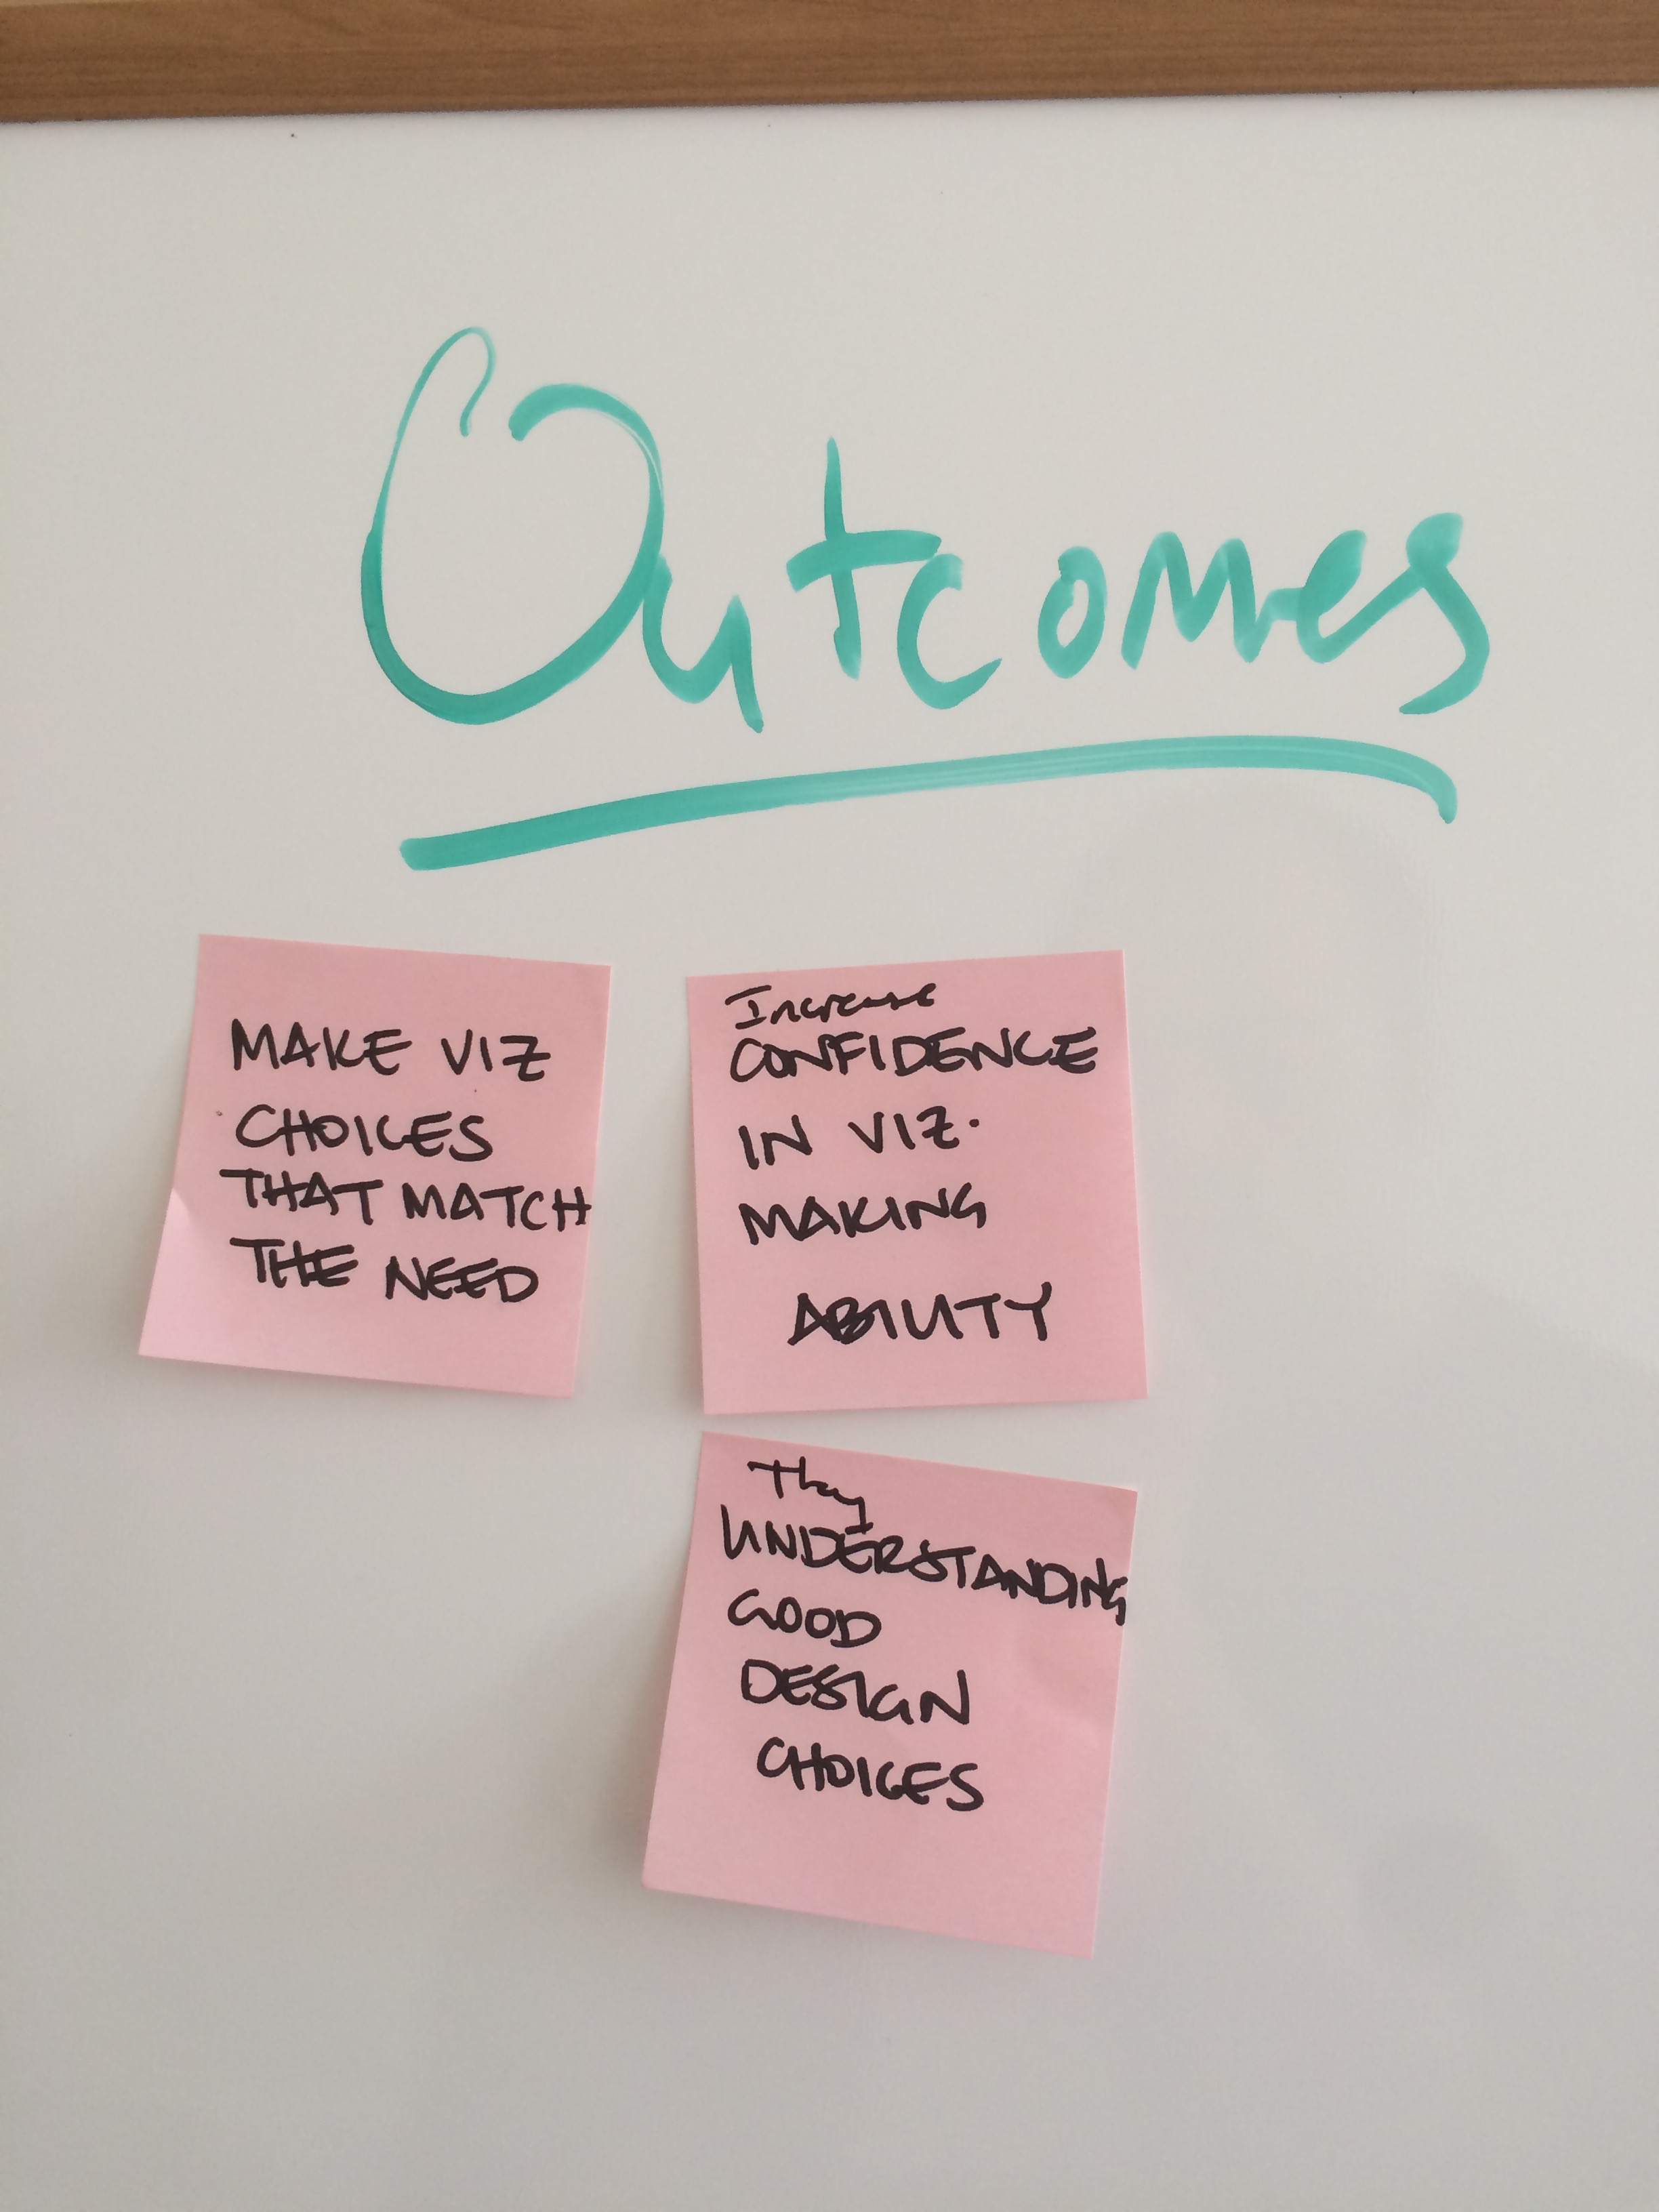 Outcomes
MAKE VIZ
CHOICES
THAT MATCH
THE NEED
Increase
CONFIDENCE
IN VIZ.
MAKING
ABILITY
They
UNDERSTANDING
GOOD
DESIGN
CHOICES